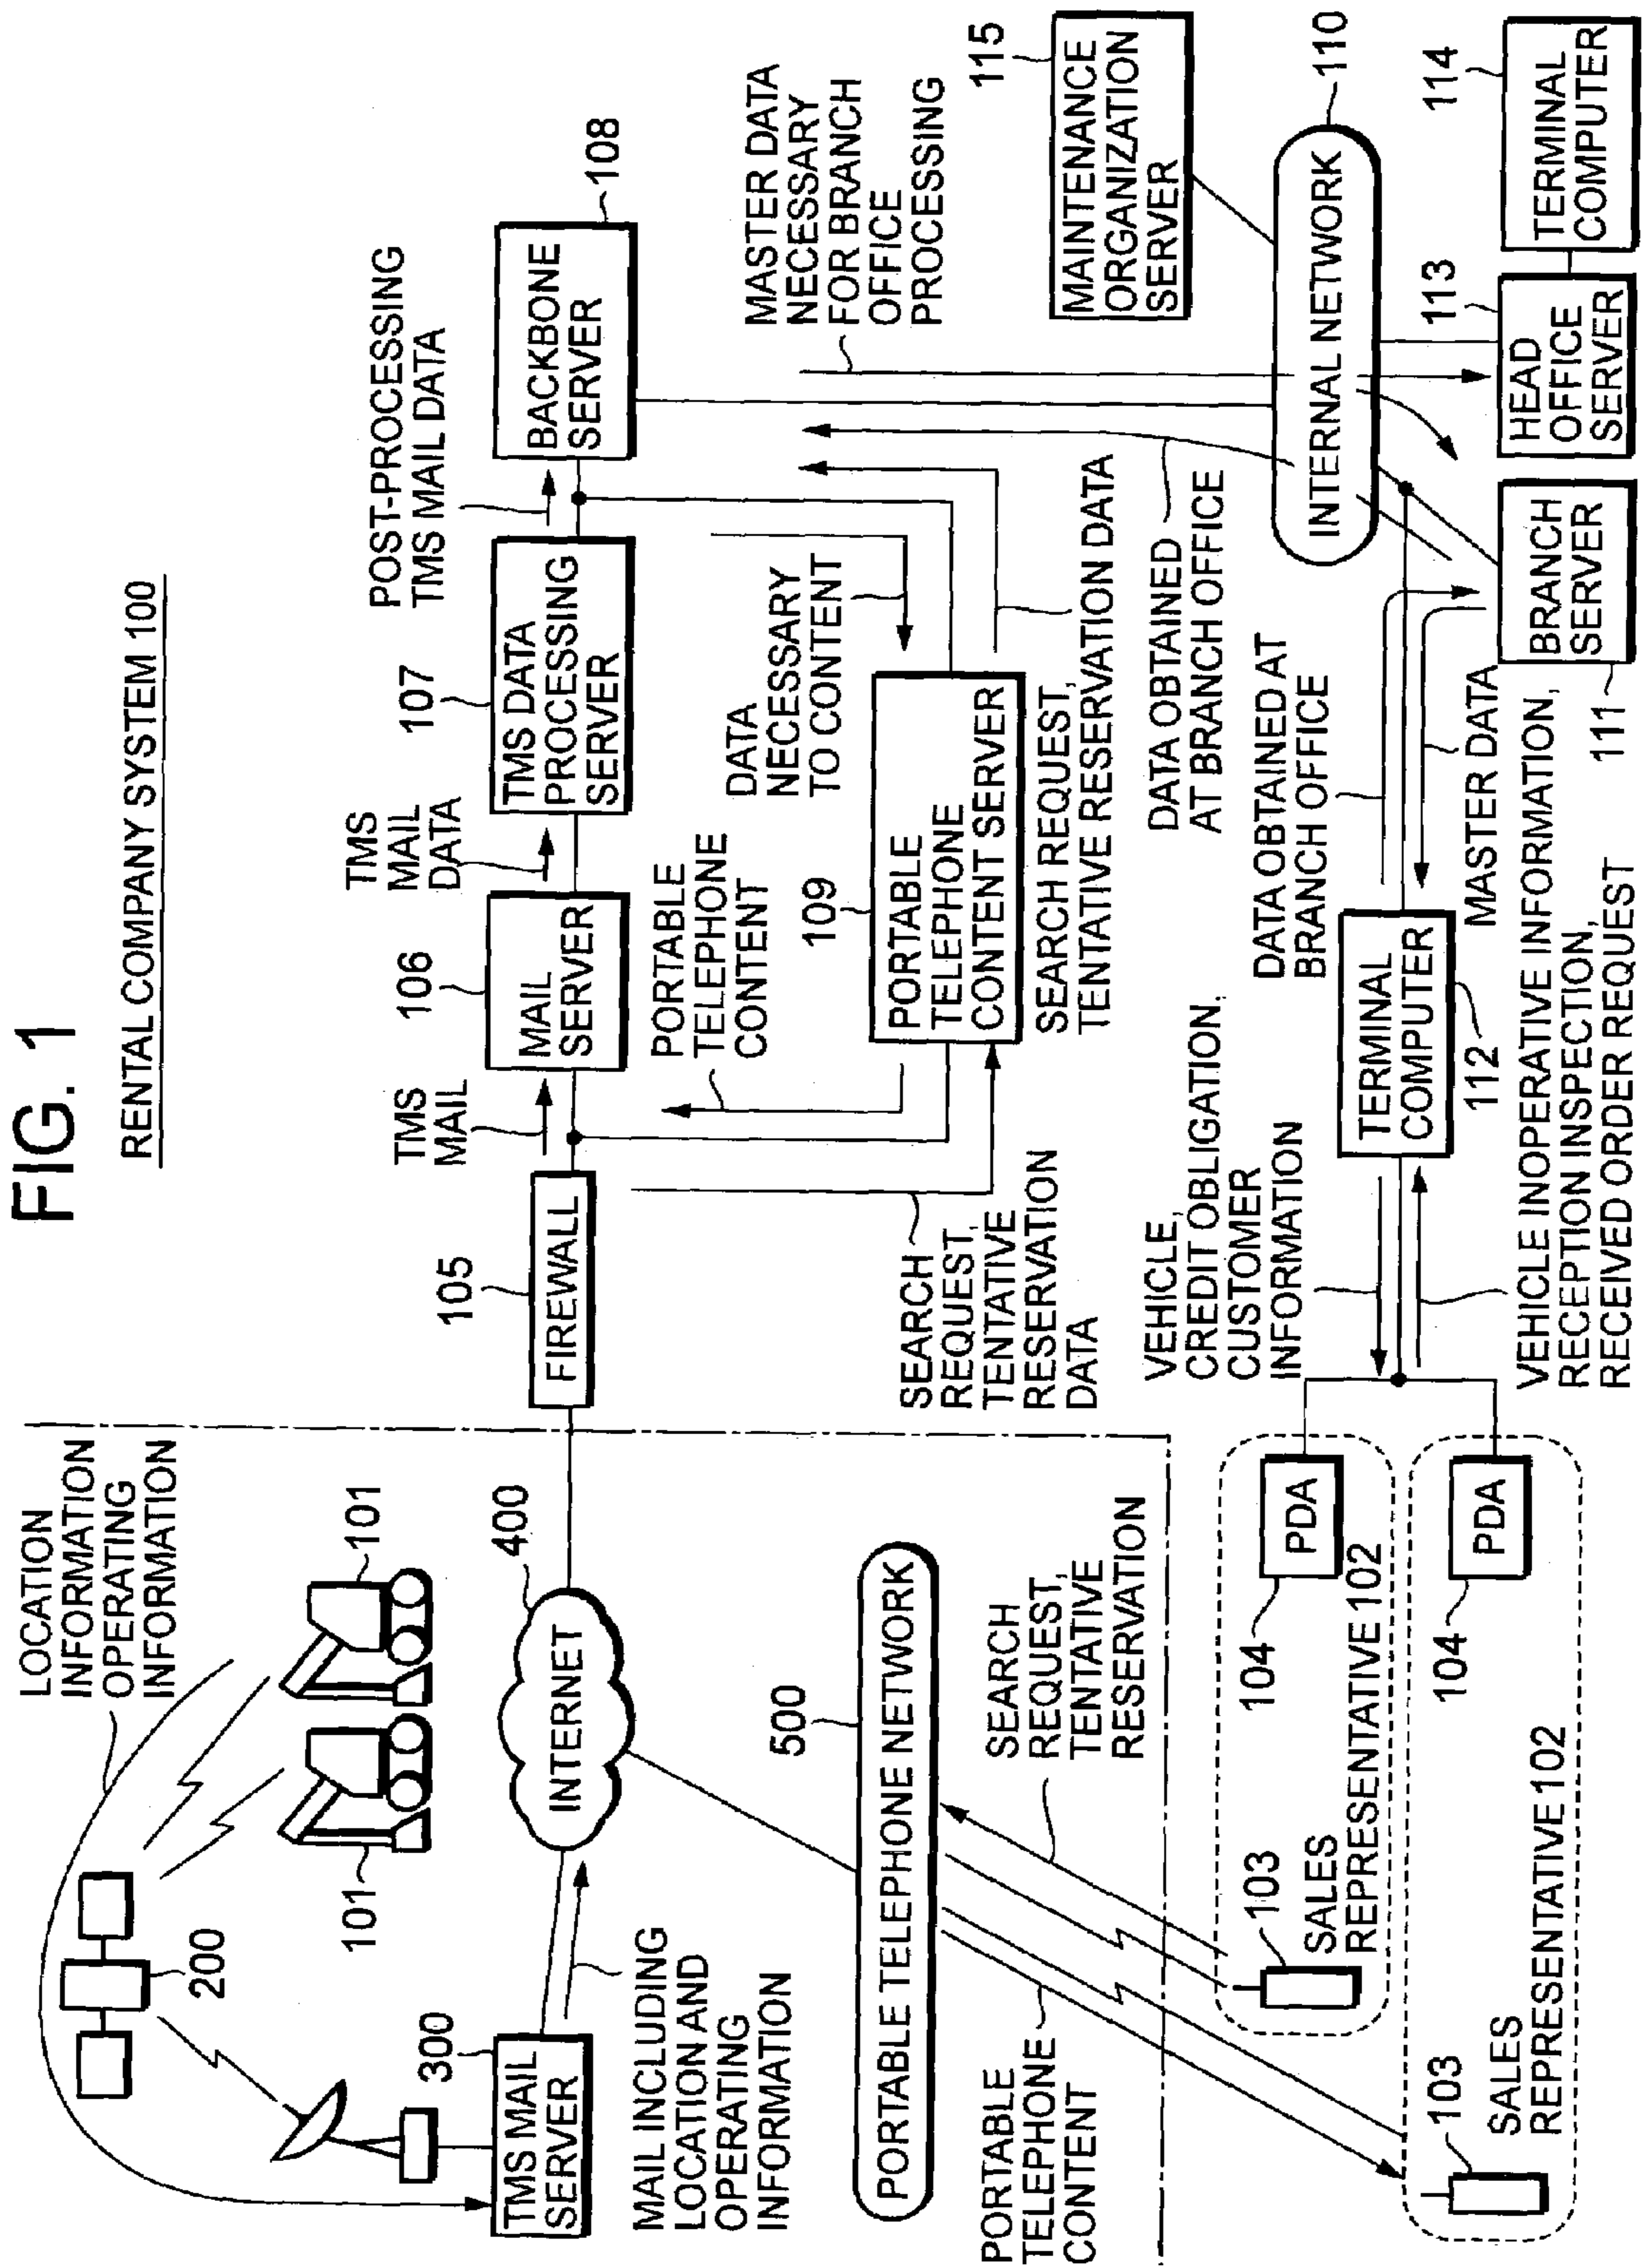 FIG. 1
RENTAL COMPANY SYSTEM 100
LOCATION
INFORMATION
OPERATING
INFORMATION
101
101
200
300
TMS MAIL
SERVER
MAIL INCLUDING
LOCATION AND
OPERATING
INFORMATION
400
INTERNET
105
FIREWALL
TMS
MAIL
106
MAIL
SERVER
TMS
MAIL
DATA
107
TMS DATA
PROCESSING
SERVER
POST-PROCESSING
TMS MAIL DATA
108
BACKBONE
SERVER
PORTABLE
TELEPHONE
CONTENT
DATA
NECESSARY
TO CONTENT
109
PORTABLE
TELEPHONE
CONTENT SERVER
SEARCH
REQUEST,
TENTATIVE
RESERVATION
DATA
SEARCH REQUEST,
TENTATIVE RESERVATION DATA
MASTER DATA
NECESSARY
FOR BRANCH
OFFICE
PROCESSING
115
MAINTENANCE
ORGANIZATION
SERVER
500
PORTABLE TELEPHONE NETWORK
PORTABLE
TELEPHONE
CONTENT
SEARCH
REQUEST,
TENTATIVE
RESERVATION
DATA OBTAINED
AT BRANCH OFFICE
110
INTERNAL NETWORK
103
SALES
REPRESENTATIVE 102
104
PDA
103
SALES
REPRESENTATIVE 102
104
PDA
VEHICLE,
CREDIT OBLIGATION,
CUSTOMER
INFORMATION
VEHICLE INOPERATIVE INFORMATION,
RECEPTION INSPECTION,
RECEIVED ORDER REQUEST
112
TERMINAL
COMPUTER
DATA OBTAINED AT
BRANCH OFFICE
MASTER DATA
111
BRANCH
SERVER
113
HEAD
OFFICE
SERVER
114
TERMINAL
COMPUTER